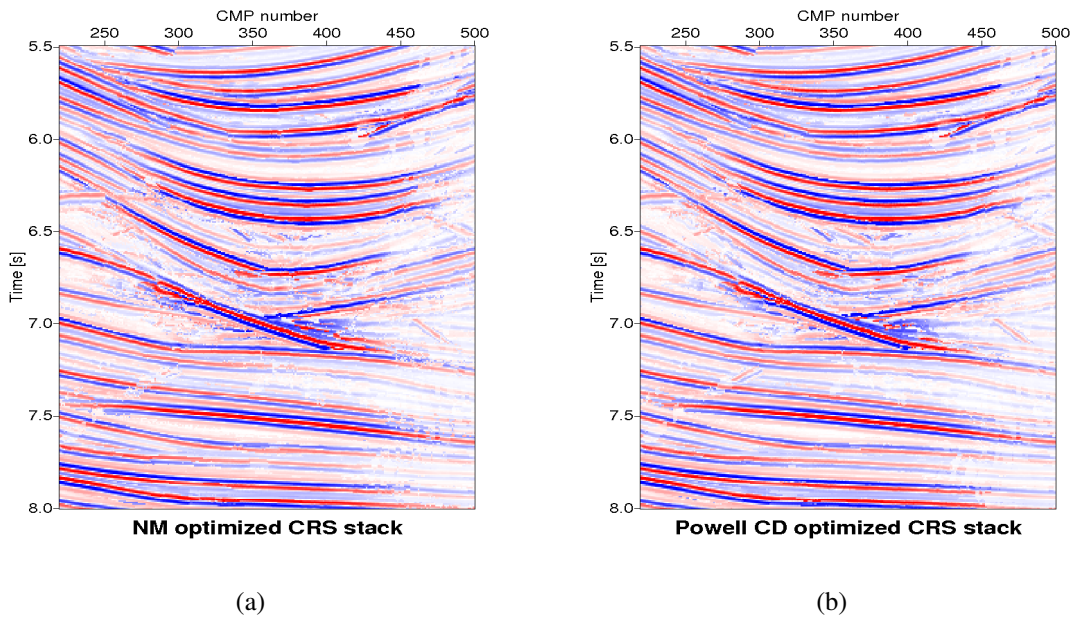 CMP number
250 300 350 400 450 500
5.5
6.0
6.5
7.0
7.5
8.0
Time [s]
NM optimized CRS stack
(a)
CMP number
250 300 350 400 450 500
5.5
6.0
6.5
7.0
7.5
8.0
Time [s]
Powell CD optimized CRS stack
(b)